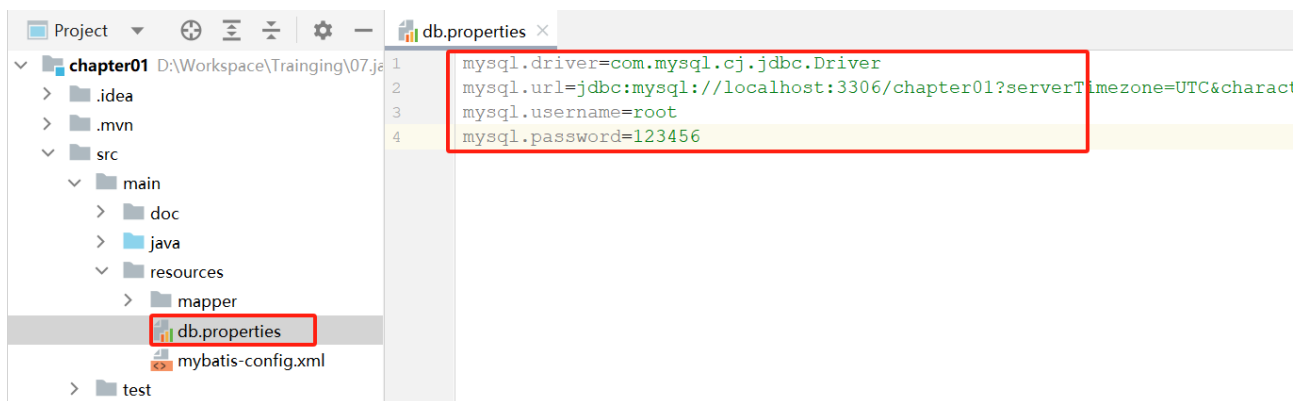 Project
db.properties
chapter01 D:\Workspace\Trainging\07.ja
.idea
.mvn
src
main
doc
java
resources
mapper
db.properties
mybatis-config.xml
test
1 mysql.driver=com.mysql.cj.jdbc.Driver
2 mysql.url=jdbc:mysql://localhost:3306/chapter01?serverTimezone=UTC&charact
3 mysql.username=root
4 mysql.password=123456